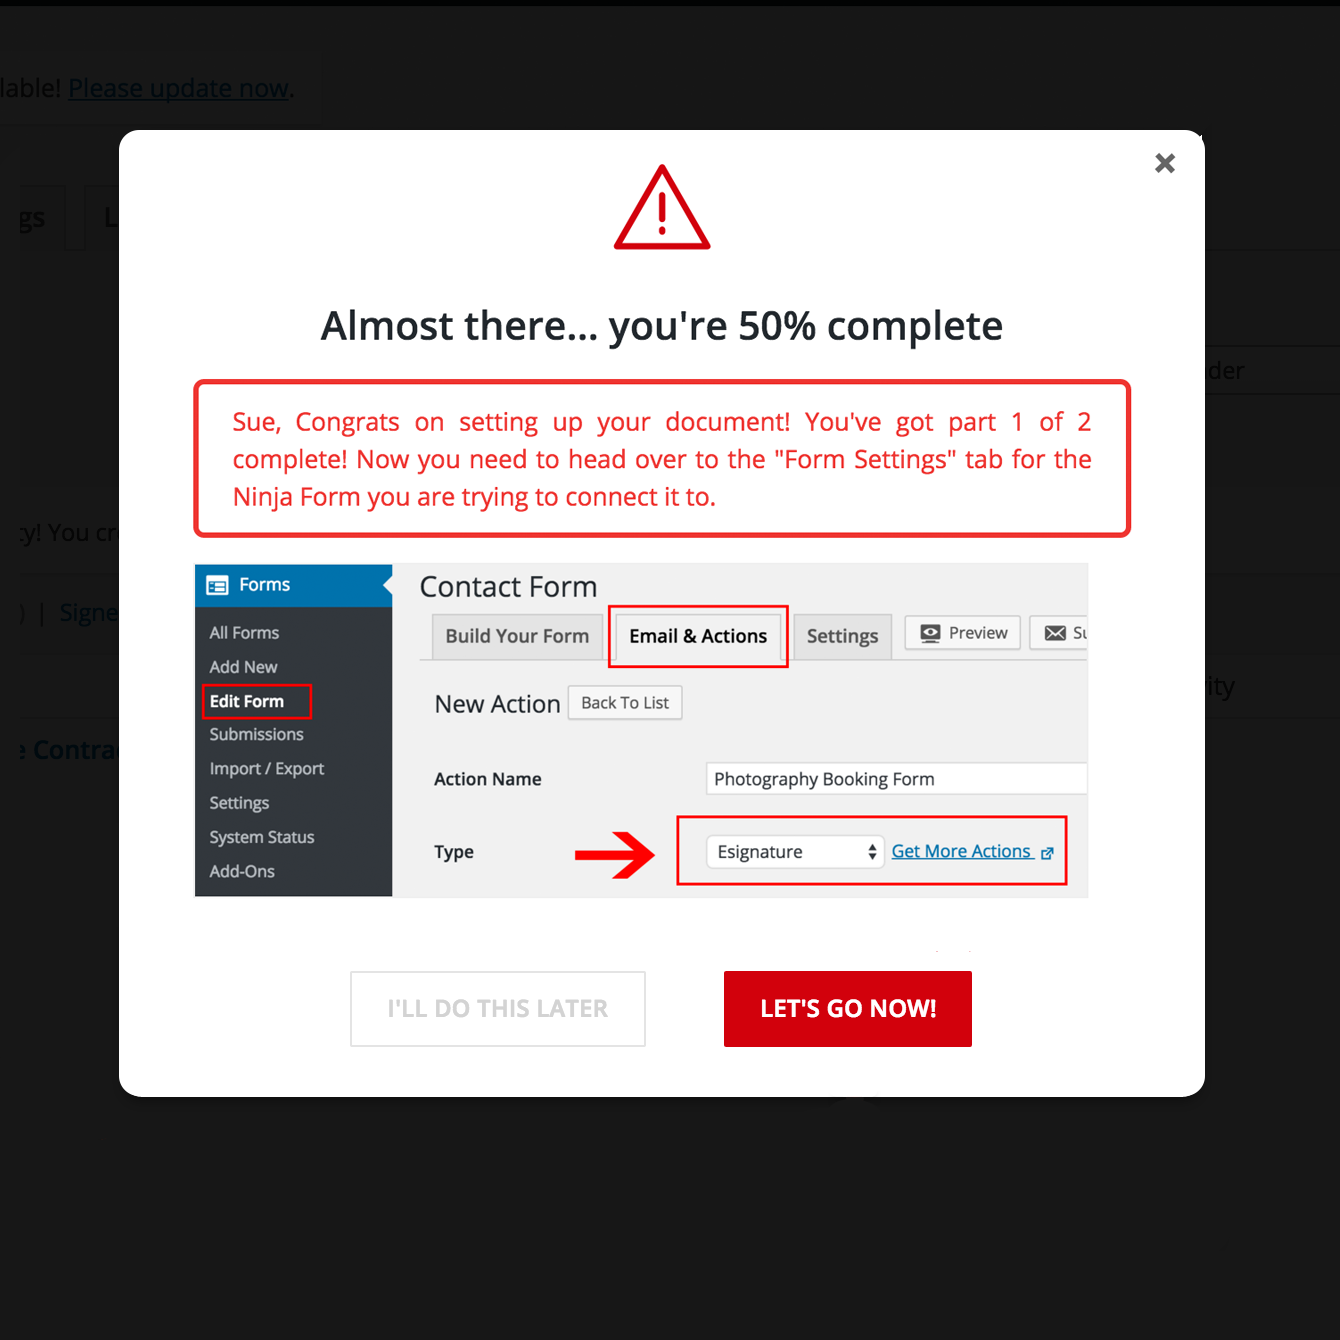 lable! Please update now.
gs
Almost there... you're 50% complete
der
Sue, Congrats on setting up your document! You've got part 1 of 2
complete! Now you need to head over to the "Form Settings" tab for the
Ninja Form you are trying to connect it to.
y! You cr
| Signe
ity
e Contra
Forms
All Forms
Add New
Edit Form
Submissions
Import / Export
Settings
System Status
Add-Ons
Contact Form
Build Your Form
Email & Actions
Settings
Preview
Su
New Action
Back To List
Action Name
Photography Booking Form
Type
Esignature
Get More Actions
I'LL DO THIS LATER
LET'S GO NOW!